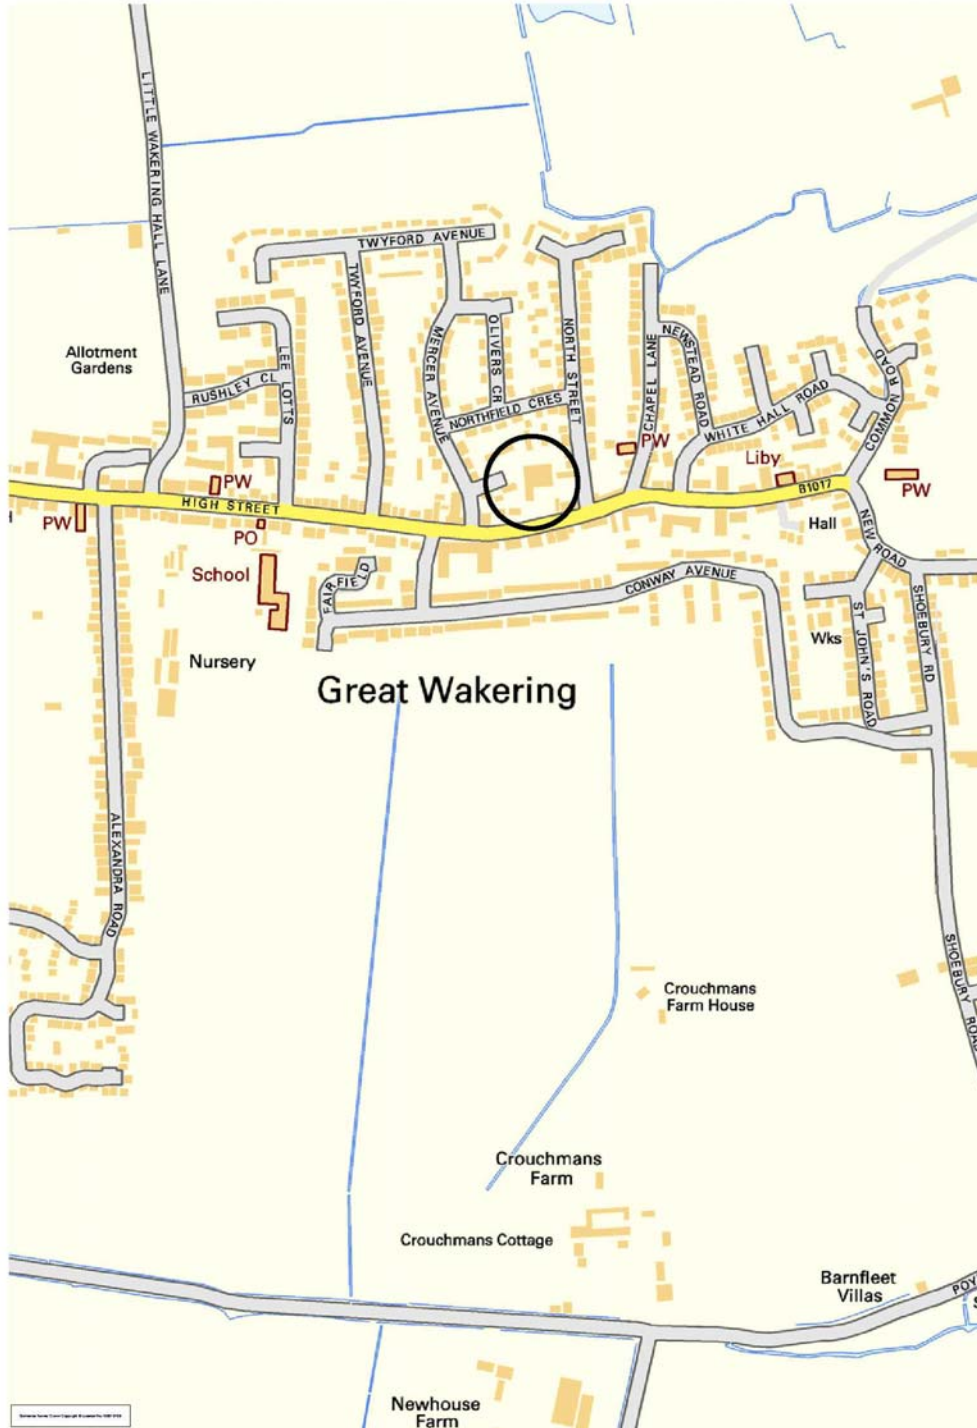 LITTLE WAKERING HALL LANE
TWYFORD AVENUE
TWYFORD AVENUE
MERCER AVENUE
OLIVERS CR
NORTH STREET
CHAPEL LANE
NEWSTEAD ROAD
LEE LOTTS
Allotment
Gardens
RUSHLEY CL
NORTHFIELD CRES
WHITE HALL ROAD
COMMON ROAD
PW
Liby
PW
PW
B1017
HIGH STREET
PW
PO
Hall
NEW ROAD
School
FAIRFIELD
CONWAY AVENUE
SHOEBURY RD
ST JOHN'S ROAD
Wks
Nursery
Great Wakering
ALEXANDRA ROAD
SHOEBURY ROAD
Crouchmans
Farm House
Crouchmans
Farm
Crouchmans Cottage
Barnfleet
Villas
POY
Newhouse
Farm